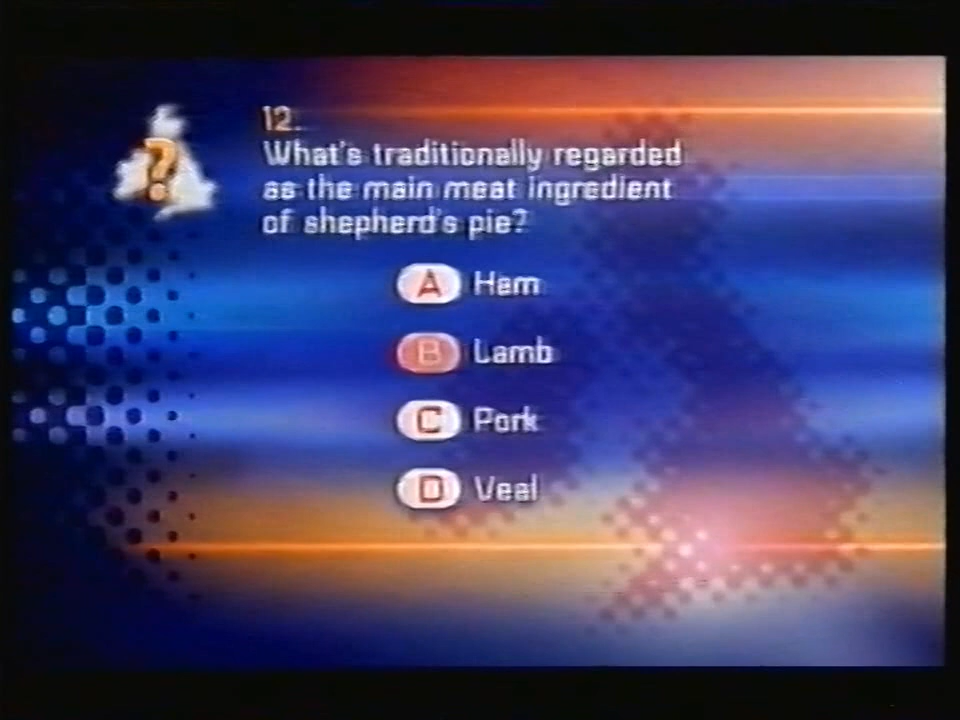 ?
12.
What's traditionally regarded
as the main meat ingredient
of shepherd's pie?
A Ham
B Lamb
C Pork
D Veal